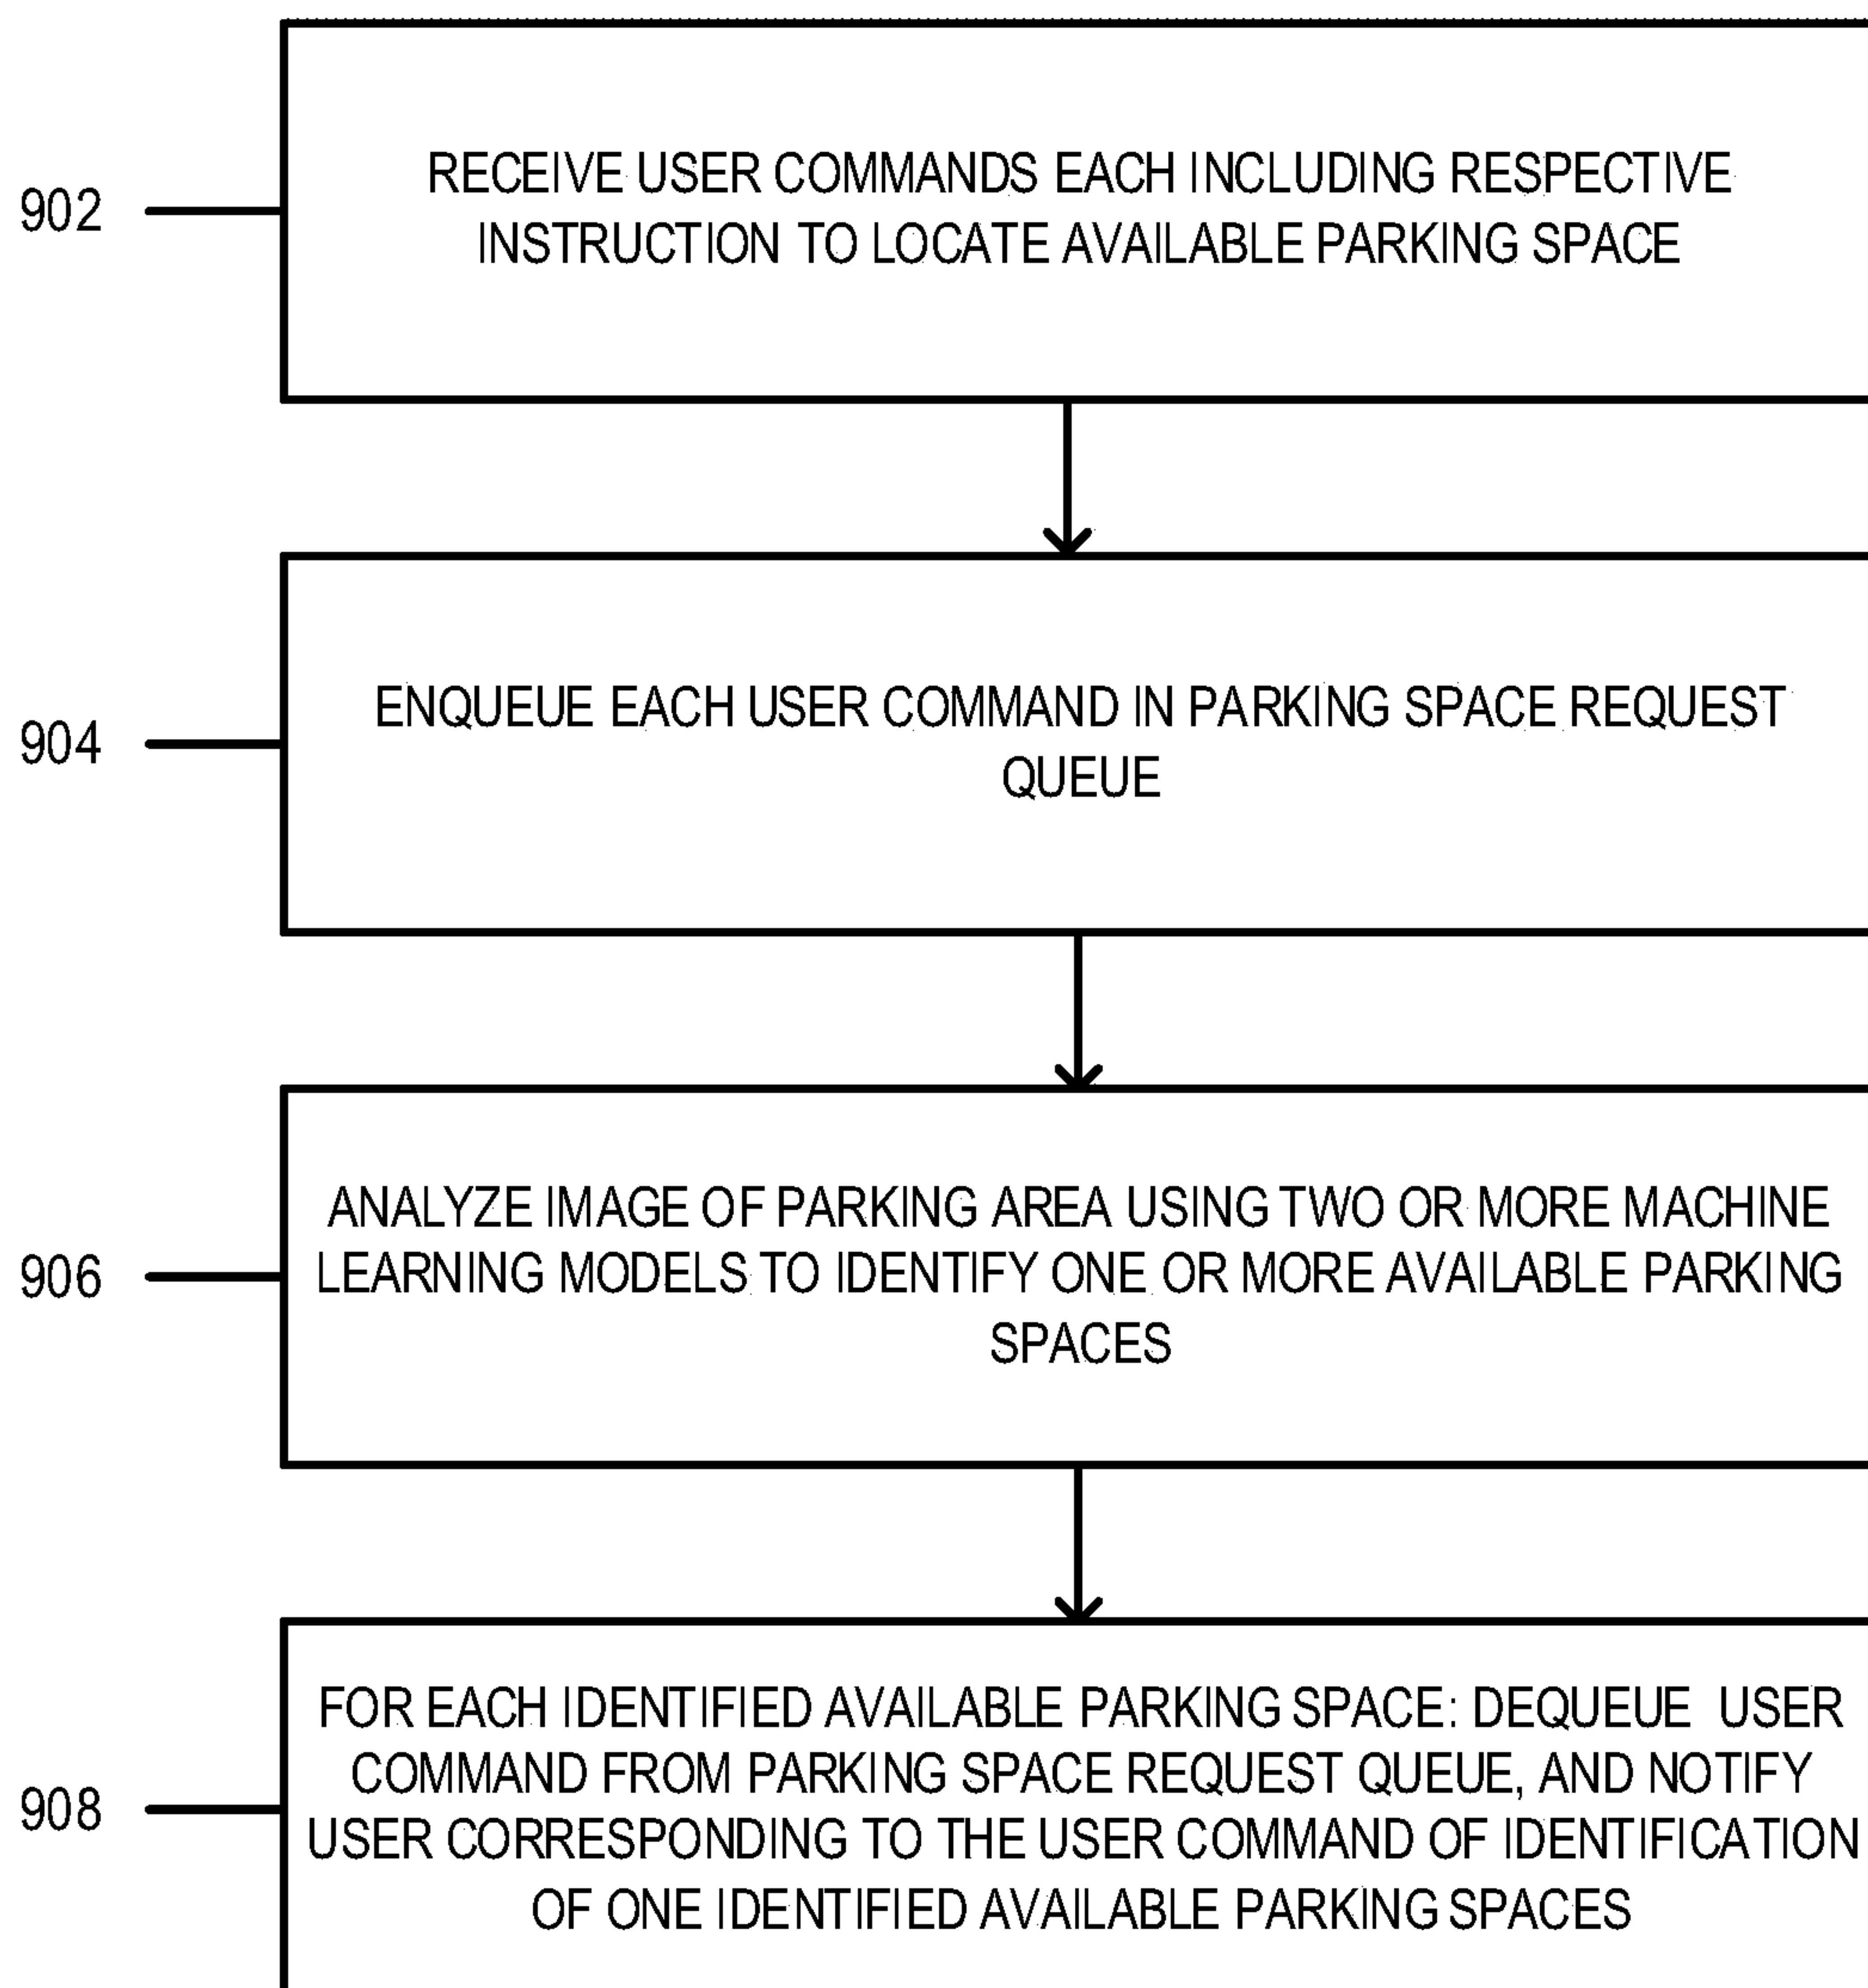 902
RECEIVE USER COMMANDS EACH INCLUDING RESPECTIVE
INSTRUCTION TO LOCATE AVAILABLE PARKING SPACE
904
ENQUEUE EACH USER COMMAND IN PARKING SPACE REQUEST
QUEUE
906
ANALYZE IMAGE OF PARKING AREA USING TWO OR MORE MACHINE
LEARNING MODELS TO IDENTIFY ONE OR MORE AVAILABLE PARKING
SPACES
908
FOR EACH IDENTIFIED AVAILABLE PARKING SPACE: DEQUEUE USER
COMMAND FROM PARKING SPACE REQUEST QUEUE, AND NOTIFY
USER CORRESPONDING TO THE USER COMMAND OF IDENTIFICATION
OF ONE IDENTIFIED AVAILABLE PARKING SPACES